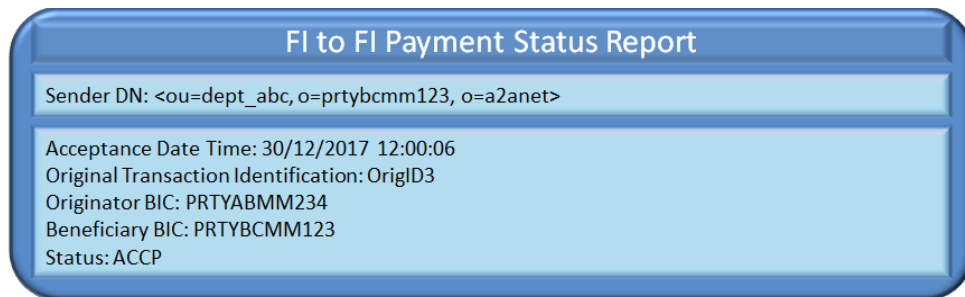 FI to FI Payment Status Report
Sender DN: <ou=dept_abc, o=prtybcmm123, o=a2anet>
Acceptance Date Time: 30/12/2017 12:00:06
Original Transaction Identification: OrigID3
Originator BIC: PRTYABMM234
Beneficiary BIC: PRTYBCMM123
Status: ACCP